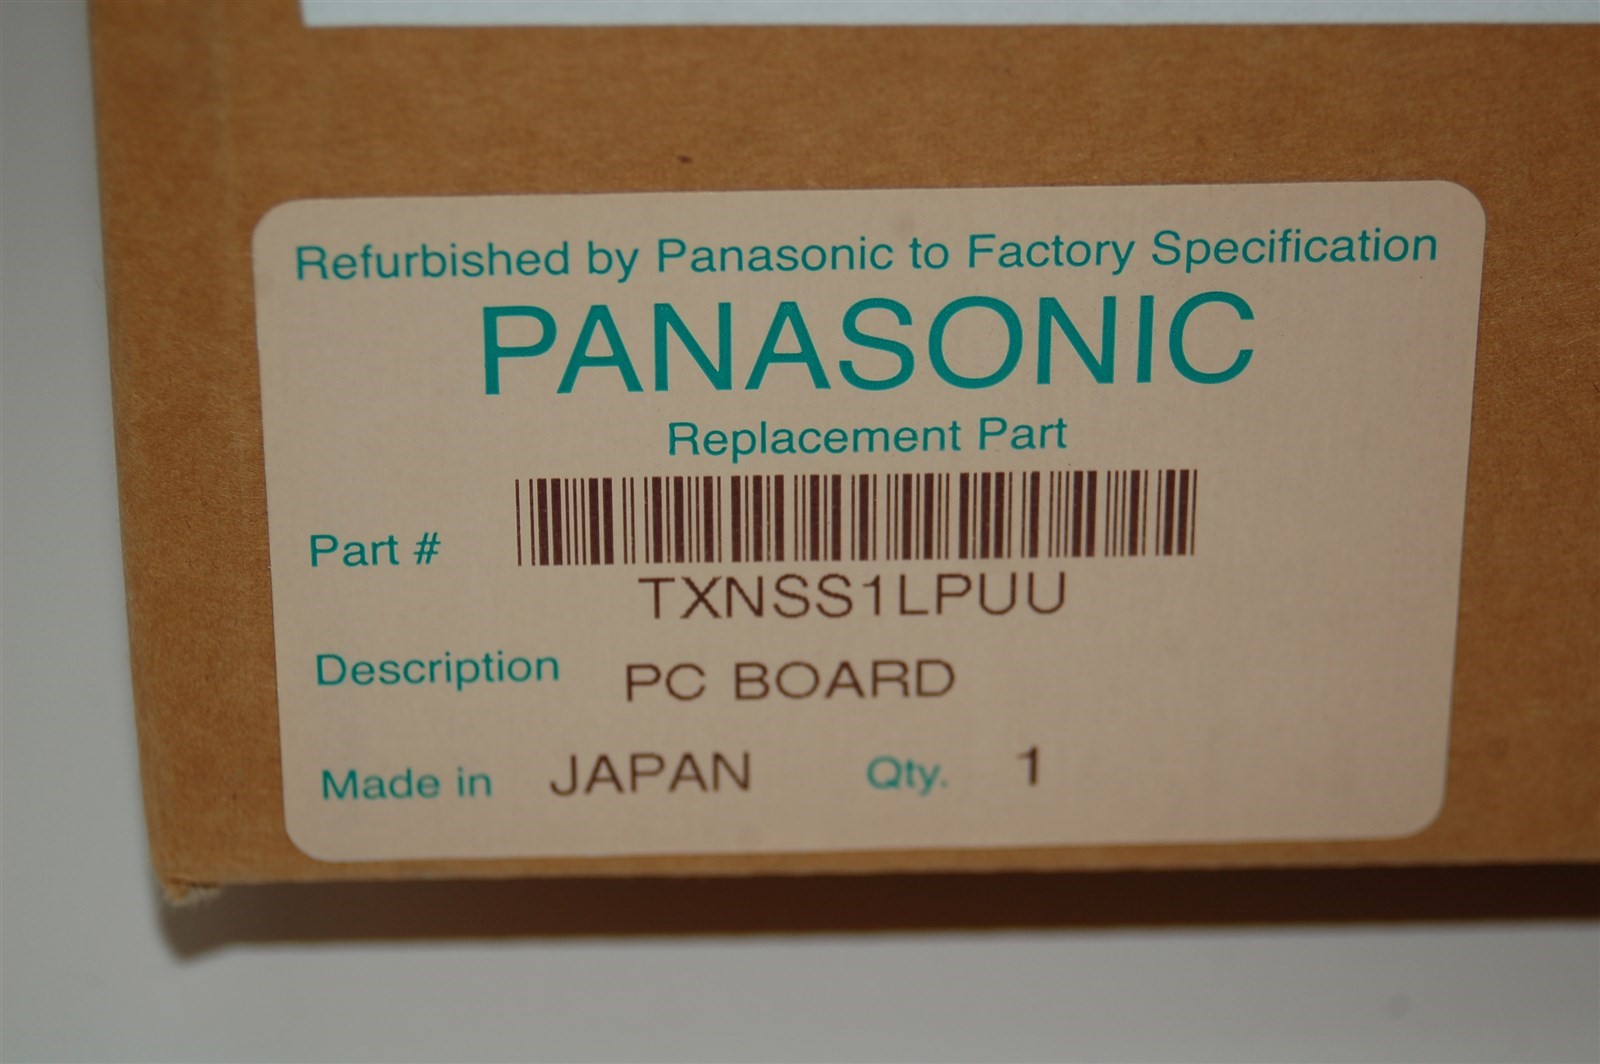 Refurbished by Panasonic to Factory Specification
PANASONIC
Replacement Part
Part #
TXNSS1LPUU
Description PC BOARD
Made in JAPAN Qty. 1